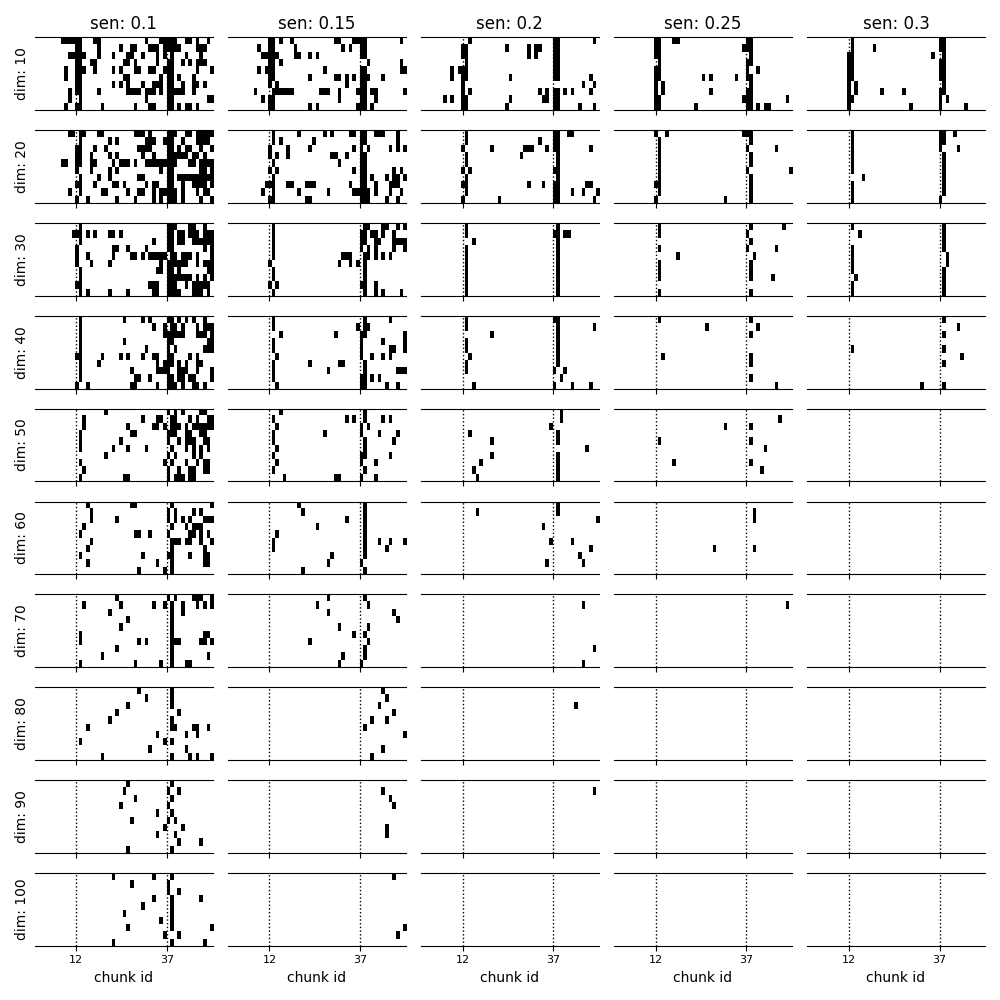 sen: 0.1 sen: 0.15 sen: 0.2 sen: 0.25 sen: 0.3
dim: 10
dim: 20
dim: 30
dim: 40
dim: 50
dim: 60
dim: 70
dim: 80
dim: 90
dim: 100
12 37 12 37 12 37 12 37 12 37
chunk id chunk id chunk id chunk id chunk id